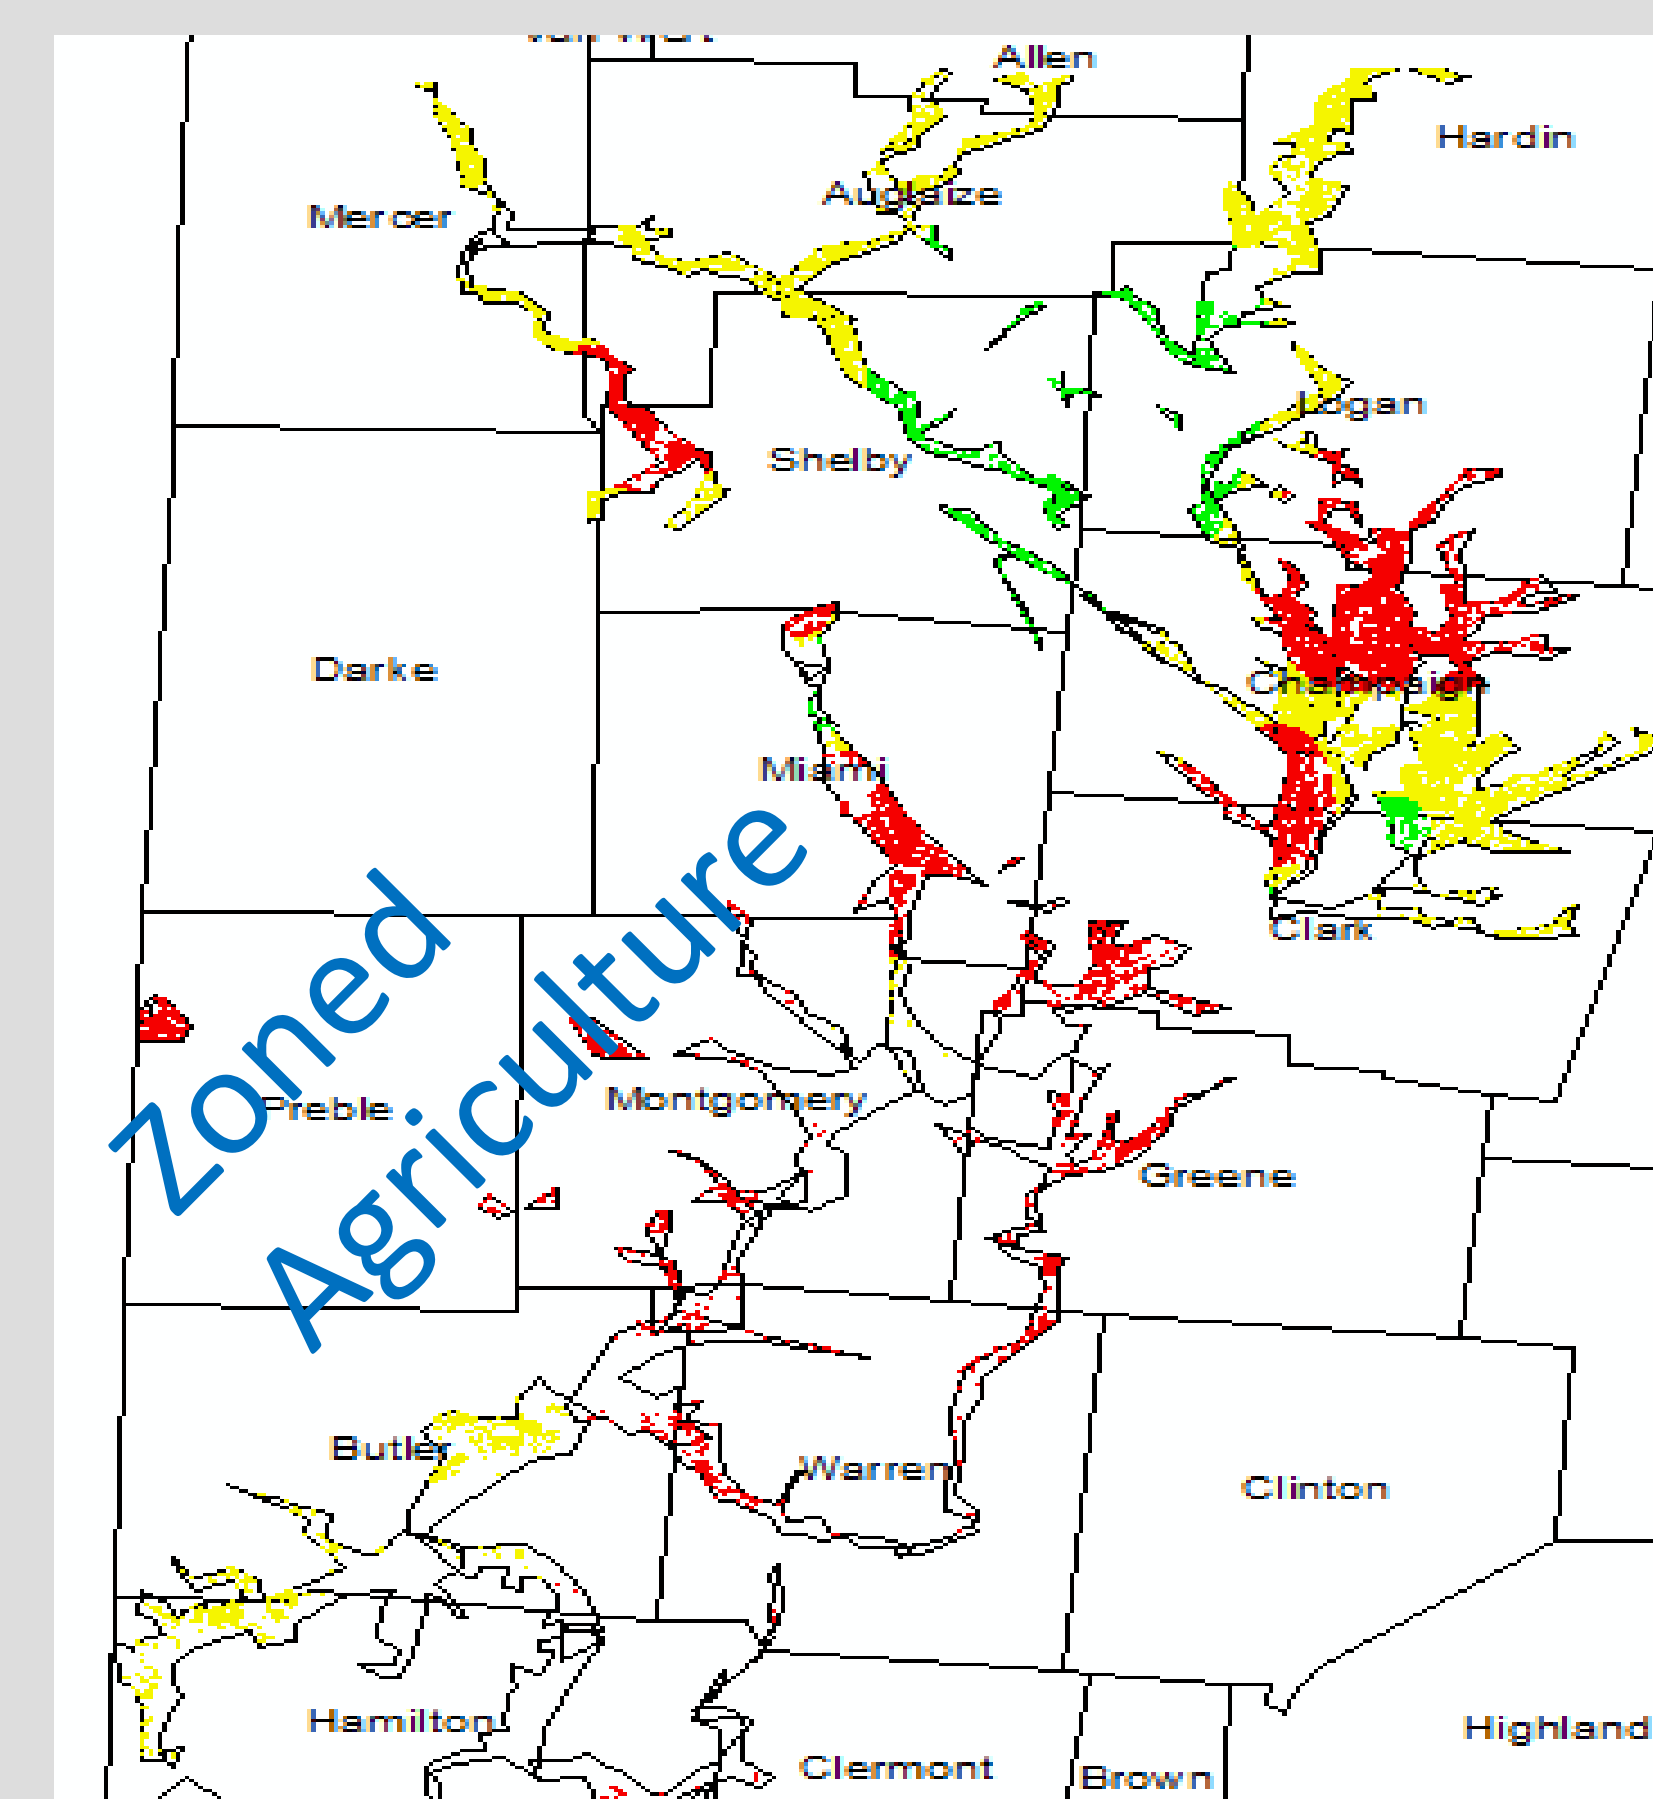 Allen
Hardin
Auglaize
Mercer
Logan
Shelby
Darke
Champaign
Miami
Clark
Zoned
Agriculture
Preble
Montgomery
Greene
Butler
Warren
Clinton
Hamilton
Highland
Clermont
Brown